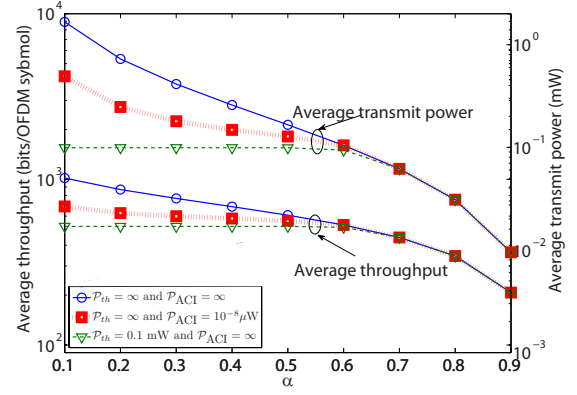 Average throughput (bits/OFDM sybmol)
10^4
10^3
10^2
Average transmit power
Average throughput
P_th = ∞ and P_ACI = ∞
P_th = ∞ and P_ACI = 10^-8 μW
P_th = 0.1 mW and P_ACI = ∞
0.1 0.2 0.3 0.4 0.5 0.6 0.7 0.8 0.9
α
10^0
10^-1
10^-2
10^-3
Average transmit power (mW)